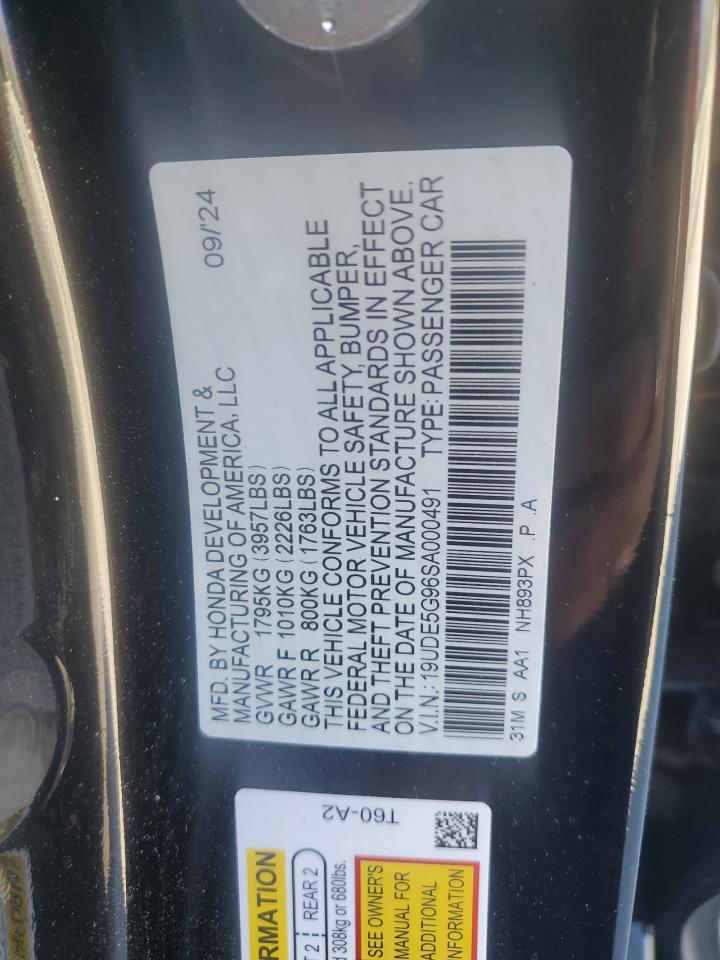 MFD. BY HONDA DEVELOPMENT &
MANUFACTURING OF AMERICA, LLC 09/'24
GVWR 1795KG (3957LBS)
GAWR F 1010KG (2226LBS)
GAWR R 800KG (1763LBS)
THIS VEHICLE CONFORMS TO ALL APPLICABLE
FEDERAL MOTOR VEHICLE SAFETY, BUMPER,
AND THEFT PREVENTION STANDARDS IN EFFECT
ON THE DATE OF MANUFACTURE SHOWN ABOVE.
V.I.N.: 19UDE5G96SA000491 TYPE: PASSENGER CAR
31M S AA1 NH893PX .P .A
T60-A2
RMATION
T 2 REAR 2
d 308kg or 680lbs.
SEE OWNER'S
MANUAL FOR
ADDITIONAL
INFORMATION